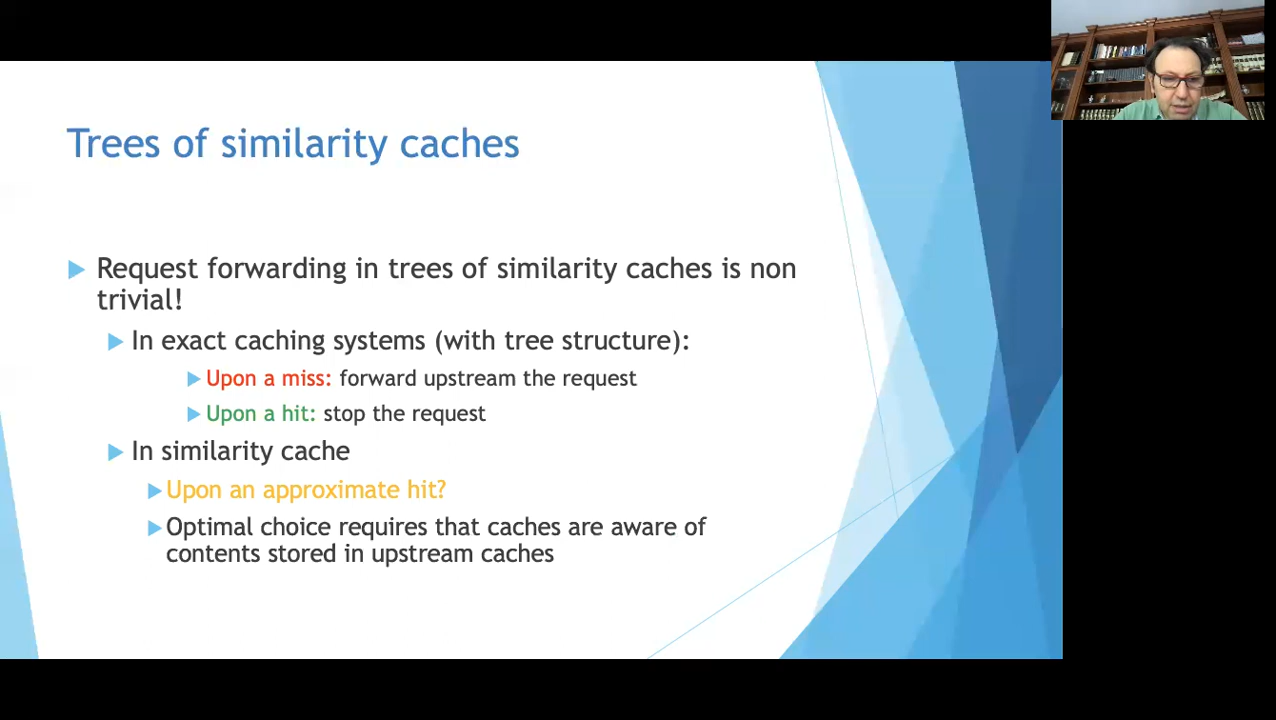 Trees of similarity caches
Request forwarding in trees of similarity caches is non
trivial!
In exact caching systems (with tree structure):
Upon a miss: forward upstream the request
Upon a hit: stop the request
In similarity cache
Upon an approximate hit?
Optimal choice requires that caches are aware of
contents stored in upstream caches